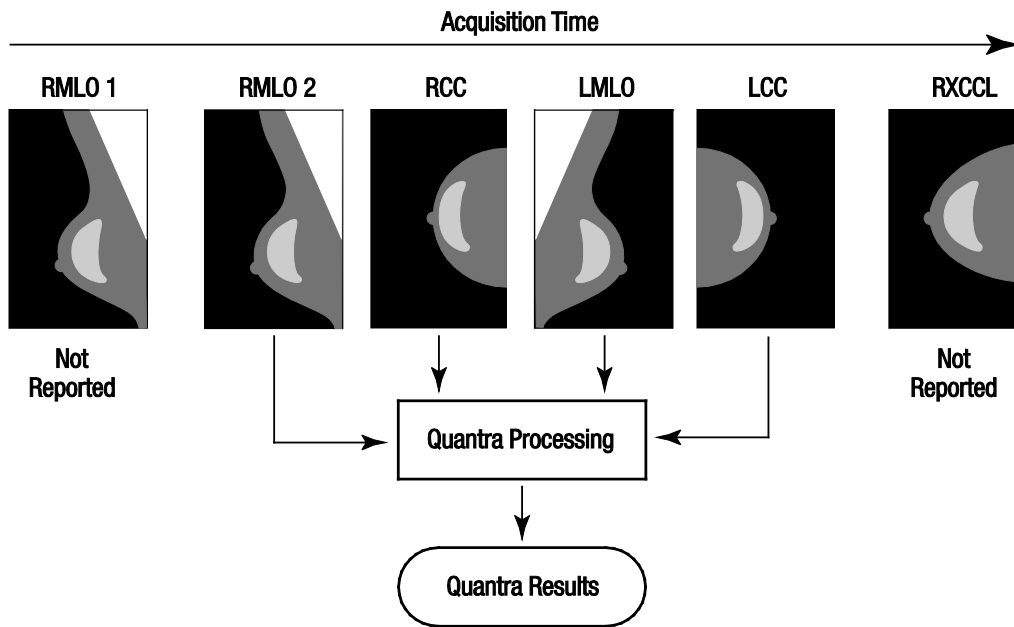 Acquisition Time
RMLO 1
RMLO 2
RCC
LMLO
LCC
RXCCL
Not
Reported
Not
Reported
Quantra Processing
Quantra Results